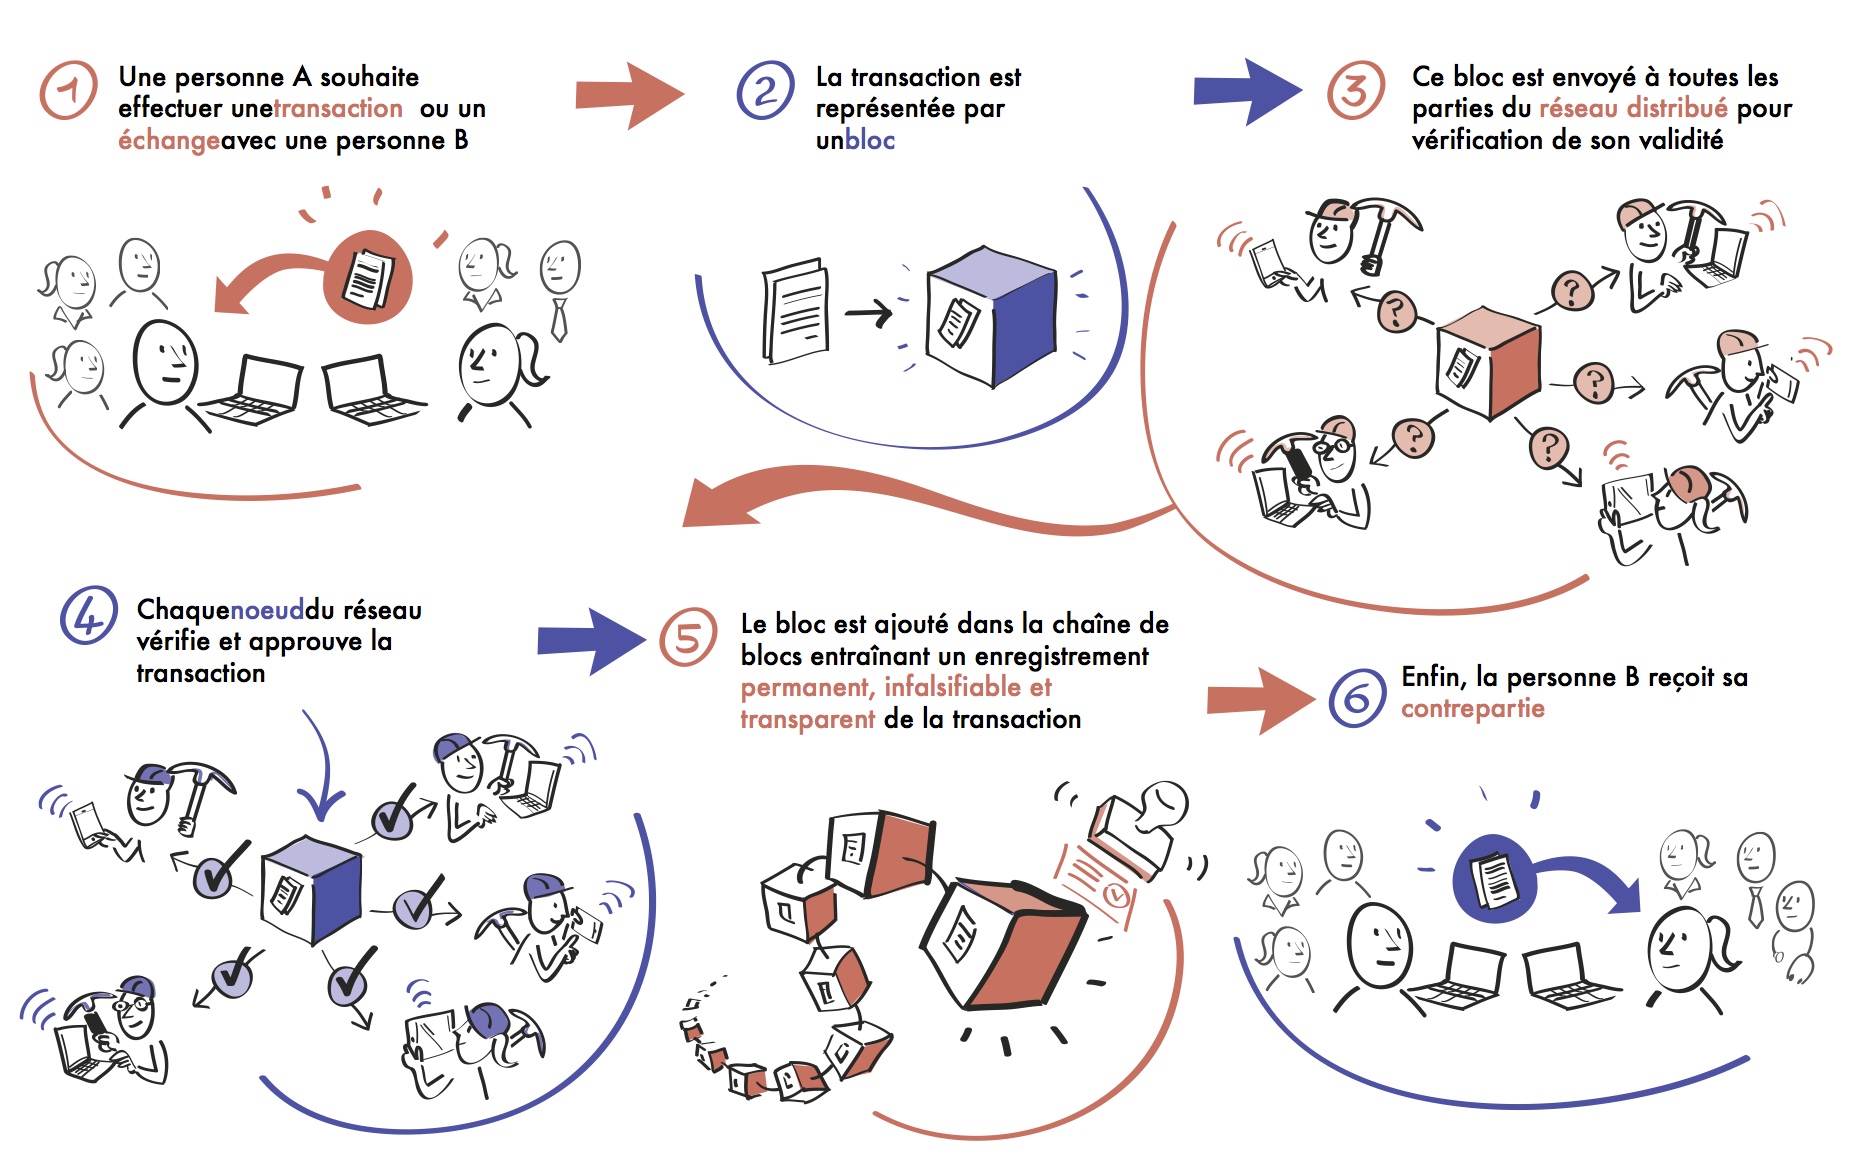 1
Une personne A souhaite
effectuer unetransaction ou un
échangeavec une personne B
2
La transaction est
représentée par
unbloc
3
Ce bloc est envoyé à toutes les
parties du réseau distribué pour
vérification de son validité
? ?
?
? ?
4
Chaquenoeuddu réseau
vérifie et approuve la
transaction
5
Le bloc est ajouté dans la chaîne de
blocs entraînant un enregistrement
permanent, infalsifiable et
transparent de la transaction
6
Enfin, la personne B reçoit sa
contrepartie